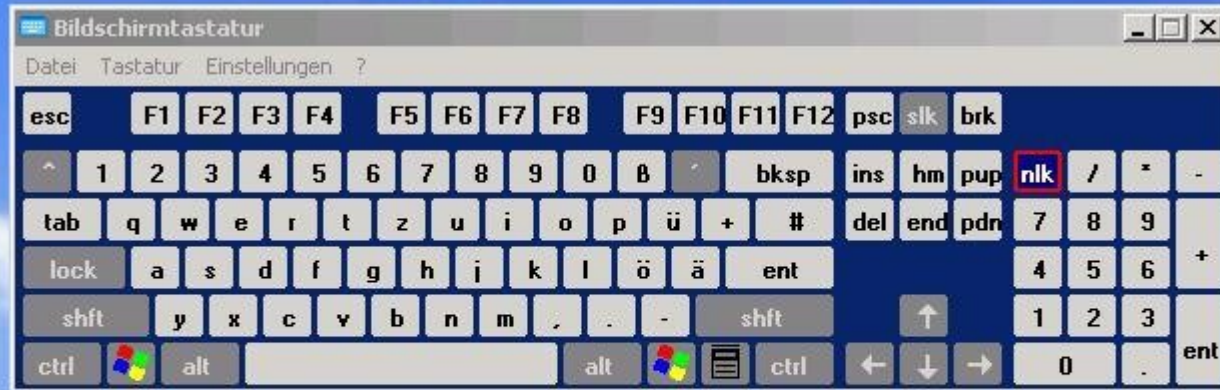 Bildschirmtastatur
Datei Tastatur Einstellungen ?
esc F1 F2 F3 F4 F5 F6 F7 F8 F9 F10 F11 F12 psc slk brk
^ 1 2 3 4 5 6 7 8 9 0 ß ´ bksp ins hm pup nlk / * -
tab q w e r t z u i o p ü + # del end pdn 7 8 9 +
lock a s d f g h j k l ö ä ent 4 5 6
shft y x c v b n m , . - shft ↑ 1 2 3 ent
ctrl alt alt ctrl ← ↓ → 0 .